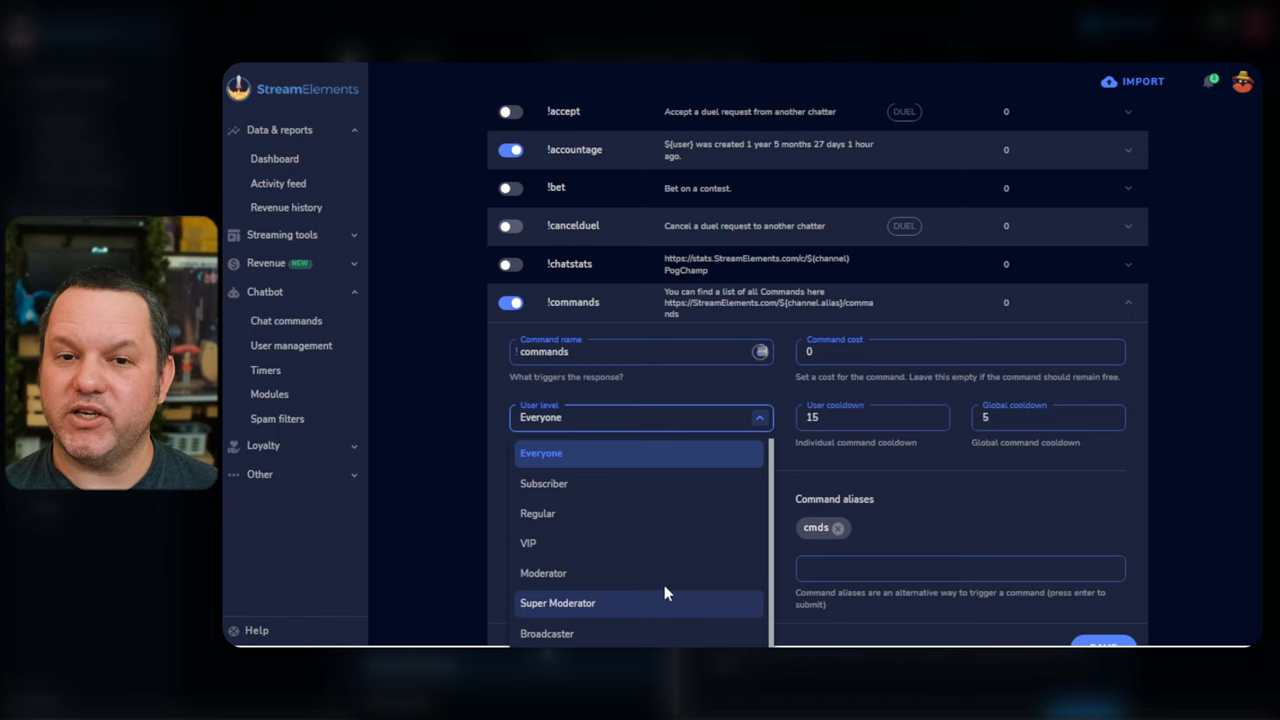 StreamElements
IMPORT
Data & reports
Dashboard
Activity feed
Revenue history
Streaming tools
Revenue NEW
Chatbot
Chat commands
User management
Timers
Modules
Spam filters
Loyalty
Other
Help
!accept
Accept a duel request from another chatter
DUEL
0
!accountage
${user} was created 1 year 5 months 27 days 1 hour
ago.
0
!bet
Bet on a contest.
0
!cancelduel
Cancel a duel request to another chatter
DUEL
0
!chatstats
https://stats.StreamElements.com/c/${channel}
PogChamp
0
!commands
You can find a list of all Commands here
https://StreamElements.com/${channel.alias}/comma
nds
0
Command name
! commands
What triggers the response?
Command cost
0
Set a cost for the command. Leave this empty if the command should remain free.
User level
Everyone
User cooldown
15
Individual command cooldown
Global cooldown
5
Global command cooldown
Everyone
Subscriber
Regular
VIP
Moderator
Super Moderator
Broadcaster
Command aliases
cmds
Command aliases are an alternative way to trigger a command (press enter to
submit)